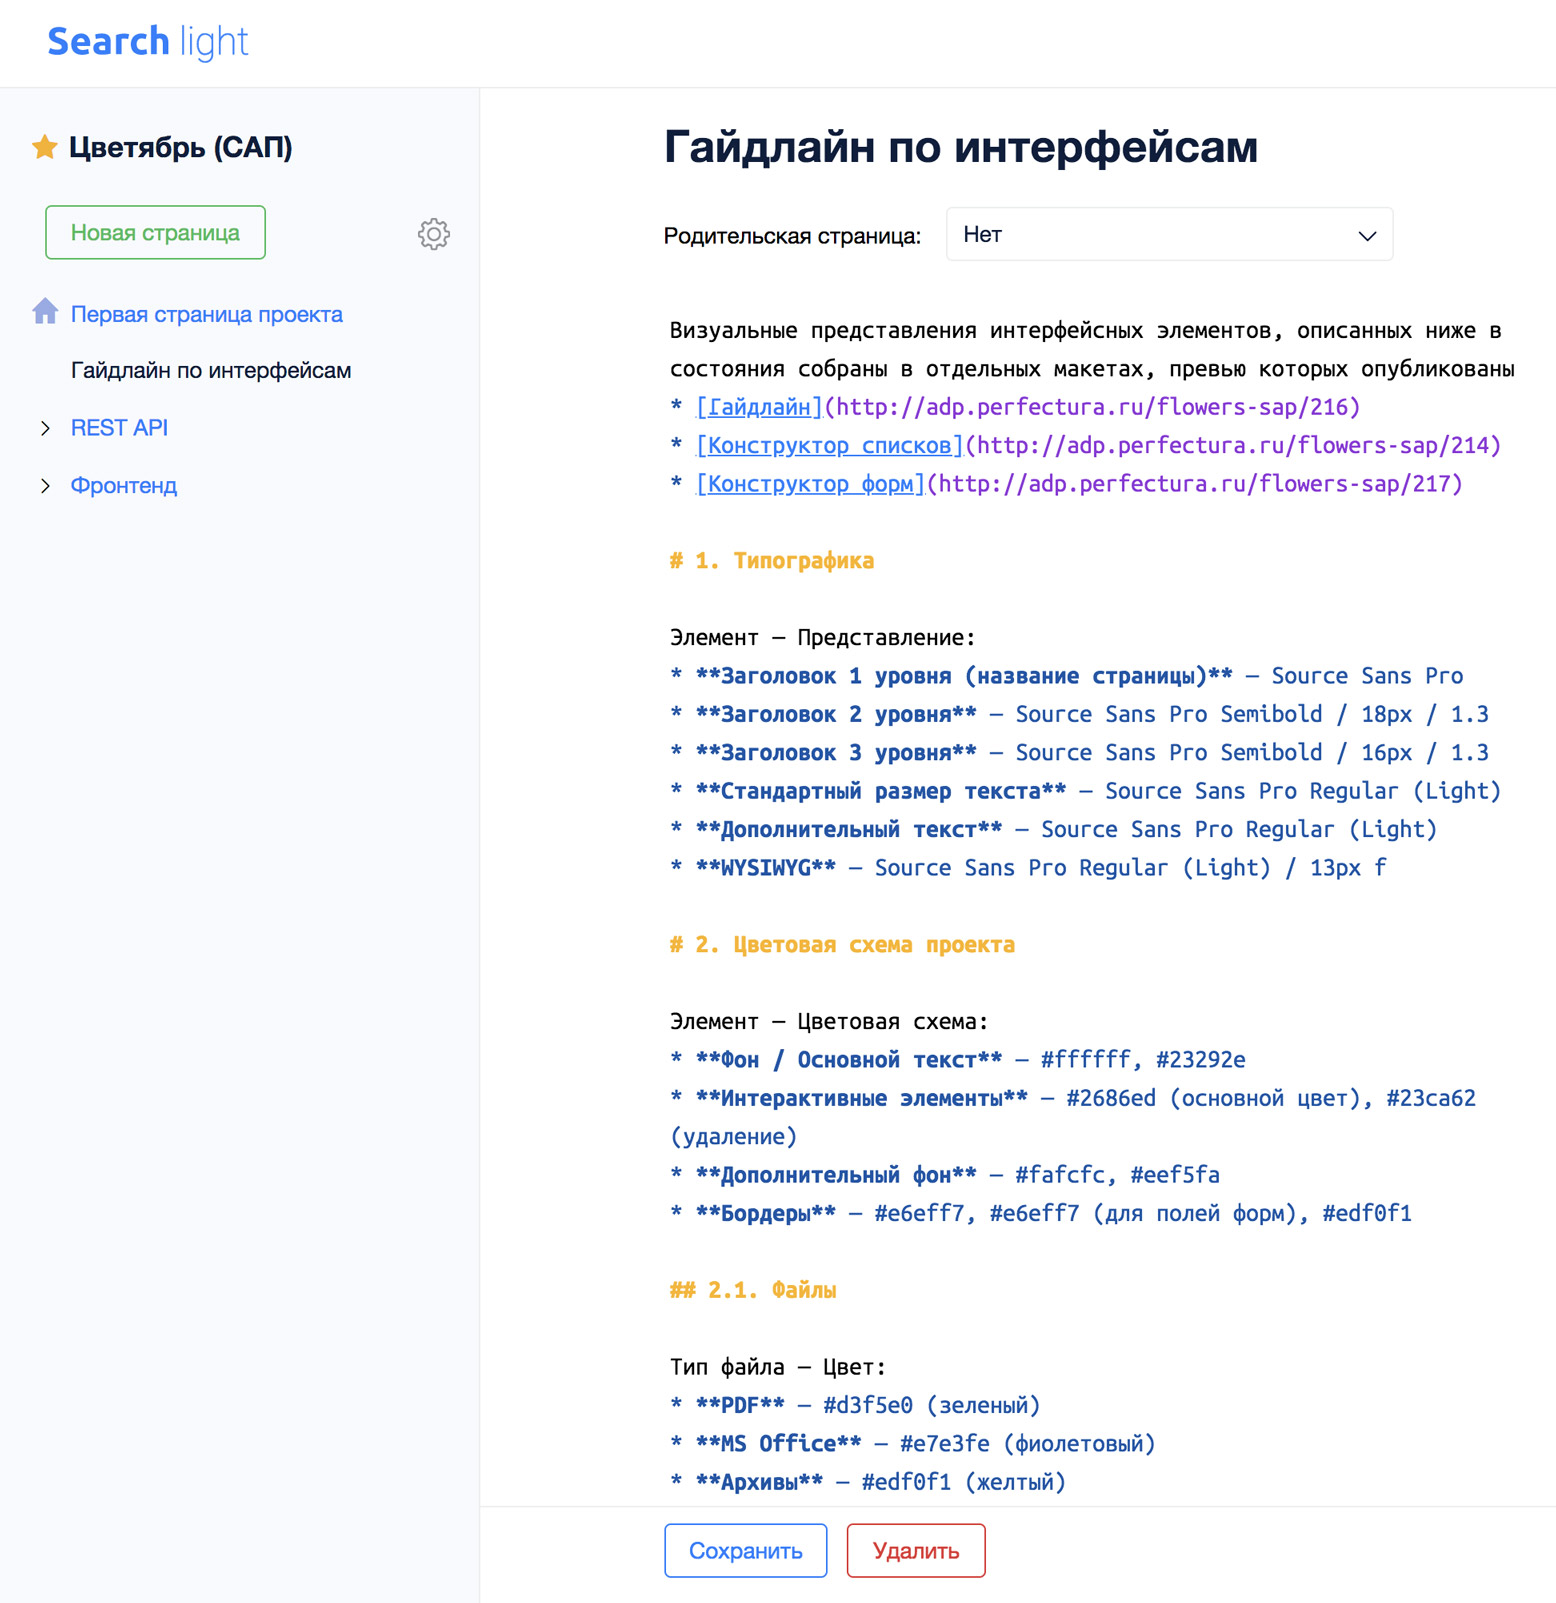 Search light
Цветябрь (САП)
Новая страница
Первая страница проекта
Гайдлайн по интерфейсам
REST API
Фронтенд
Гайдлайн по интерфейсам
Родительская страница: Нет
Визуальные представления интерфейсных элементов, описанных ниже в
состояния собраны в отдельных макетах, превью которых опубликованы
* [Гайдлайн](http://adp.perfectura.ru/flowers-sap/216)
* [Конструктор списков](http://adp.perfectura.ru/flowers-sap/214)
* [Конструктор форм](http://adp.perfectura.ru/flowers-sap/217)
# 1. Типографика
Элемент — Представление:
* **Заголовок 1 уровня (название страницы)** — Source Sans Pro
* **Заголовок 2 уровня** — Source Sans Pro Semibold / 18px / 1.3
* **Заголовок 3 уровня** — Source Sans Pro Semibold / 16px / 1.3
* **Стандартный размер текста** — Source Sans Pro Regular (Light)
* **Дополнительный текст** — Source Sans Pro Regular (Light)
* **WYSIWYG** — Source Sans Pro Regular (Light) / 13px f
# 2. Цветовая схема проекта
Элемент — Цветовая схема:
* **Фон / Основной текст** — #ffffff, #23292e
* **Интерактивные элементы** — #2686ed (основной цвет), #23ca62
(удаление)
* **Дополнительный фон** — #fafcfc, #eef5fa
* **Бордеры** — #e6eff7, #e6eff7 (для полей форм), #edf0f1
## 2.1. Файлы
Тип файла — Цвет:
* **PDF** — #d3f5e0 (зеленый)
* **MS Office** — #e7e3fe (фиолетовый)
* **Архивы** — #edf0f1 (желтый)
Сохранить
Удалить